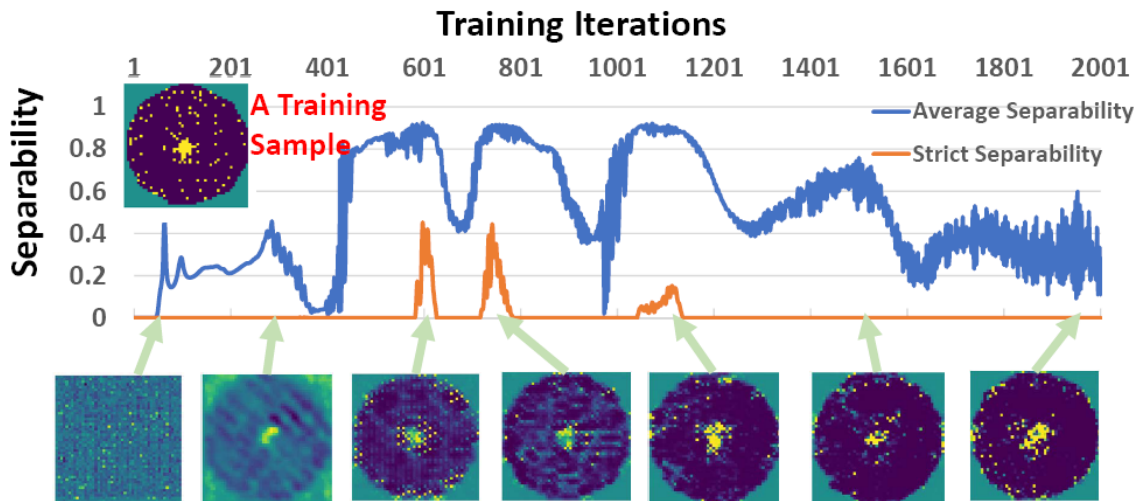 Training Iterations
1 201 401 601 801 1001 1201 1401 1601 1801 2001
Separability
1
0.8
0.6
0.4
0.2
0
A Training
Sample
Average Separability
Strict Separability